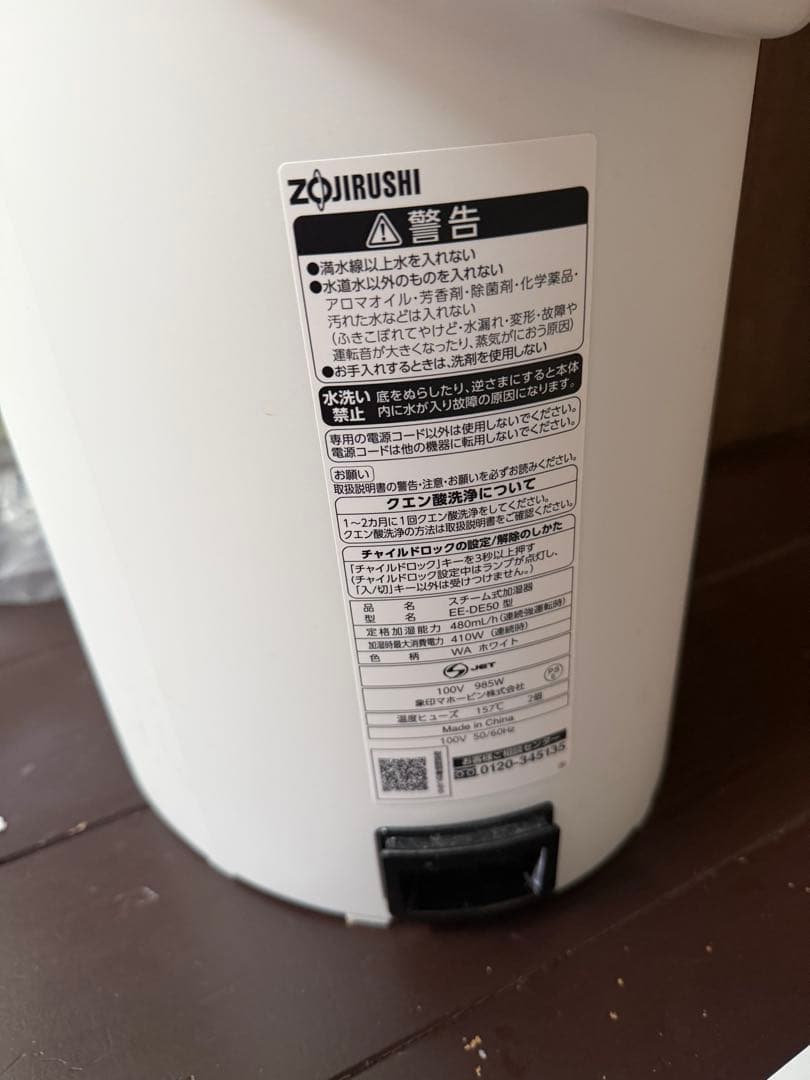 ZOJIRUSHI
警告
●満水線以上水を入れない
●水道水以外のものを入れない
アロマオイル・芳香剤・除菌剤・化学薬品・
汚れた水などは入れない
(ふきこぼれてやけど・水漏れ・変形・故障や
運転音が大きくなったり、蒸気がにおう原因)
●お手入れするときは、洗剤を使用しない
水洗い禁止 底をぬらしたり、逆さまにすると本体
内に水が入り故障の原因になります。
専用の電源コード以外は使用しないでください。
電源コードは他の機器に転用しないでください。
お願い
取扱説明書の警告・注意・お願いを必ずお読みください。
クエン酸洗浄について
1〜2カ月に1回クエン酸洗浄をしてください。
クエン酸洗浄の方法は取扱説明書をご確認ください。
チャイルドロックの設定/解除のしかた
「チャイルドロック」キーを3秒以上押す
(チャイルドロック設定中はランプが点灯し、
「入/切」キー以外は受けつけません。)
品名 スチーム式加湿器
型名 EE-DE50 型
定格加湿能力 480mL/h(連続強運転時)
加湿時最大消費電力 410W (連続時)
色柄 WA ホワイト
JET
PS
E
100V 985W
象印マホービン株式会社
温度ヒューズ 157℃ 2個
Made in China
100V 50/60Hz
お客様ご相談センター
0120-345135